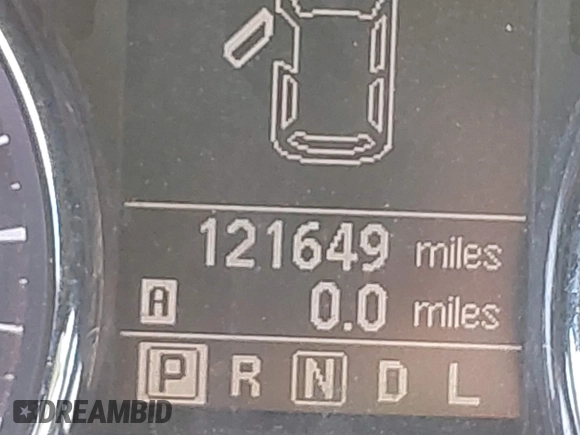 121649 miles
A 0.0 miles
P R N D L
DREAMBID